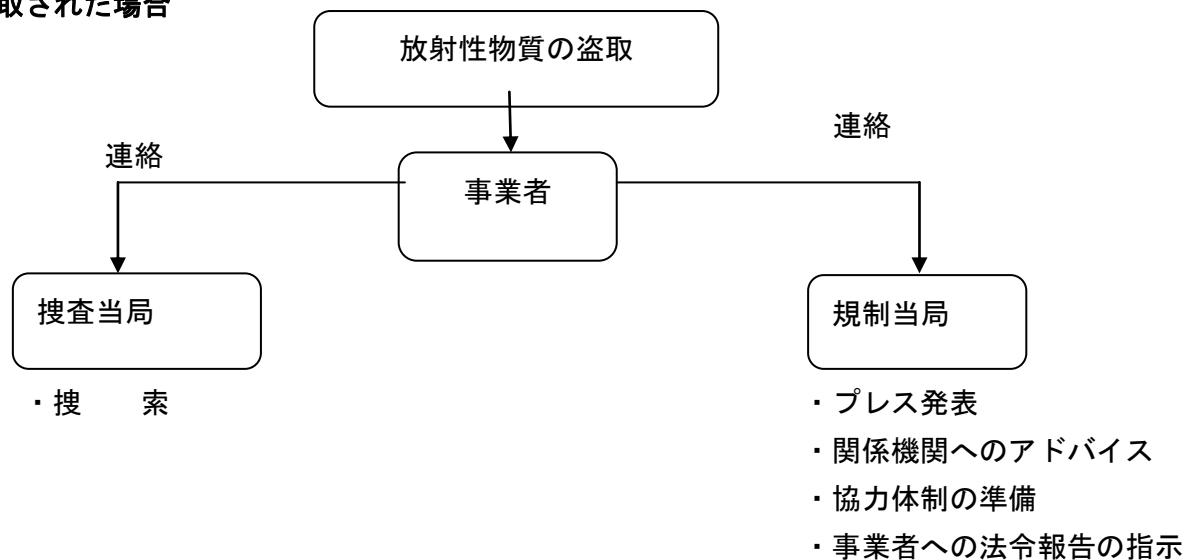 取された場合
放射性物質の盗取
連絡
連絡
事業者
捜査当局
規制当局
・捜　　索
・プレス発表
・関係機関へのアドバイス
・協力体制の準備
・事業者への法令報告の指示